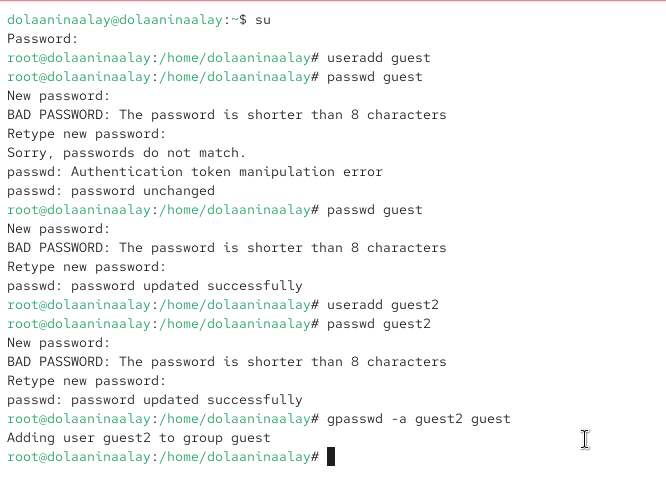 dolaaninaalay@dolaaninaalay:~$ su
Password:
root@dolaaninaalay:/home/dolaaninaalay# useradd guest
root@dolaaninaalay:/home/dolaaninaalay# passwd guest
New password:
BAD PASSWORD: The password is shorter than 8 characters
Retype new password:
Sorry, passwords do not match.
passwd: Authentication token manipulation error
passwd: password unchanged
root@dolaaninaalay:/home/dolaaninaalay# passwd guest
New password:
BAD PASSWORD: The password is shorter than 8 characters
Retype new password:
passwd: password updated successfully
root@dolaaninaalay:/home/dolaaninaalay# useradd guest2
root@dolaaninaalay:/home/dolaaninaalay# passwd guest2
New password:
BAD PASSWORD: The password is shorter than 8 characters
Retype new password:
passwd: password updated successfully
root@dolaaninaalay:/home/dolaaninaalay# gpasswd -a guest2 guest
Adding user guest2 to group guest
root@dolaaninaalay:/home/dolaaninaalay#